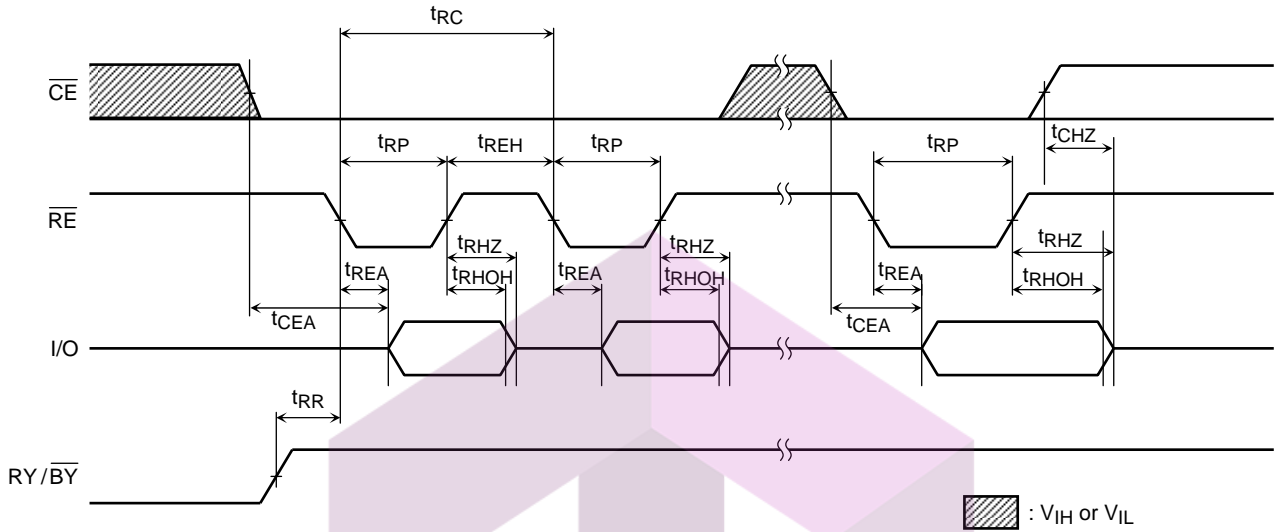 tRC
CE
tCHZ
tRP tREH tRP tRP
RE
tRHZ tRHZ tRHZ
tREA tRHOH tREA tRHOH tREA tRHOH
tCEA tCEA
I/O
tRR
RY/BY
: VIH or VIL